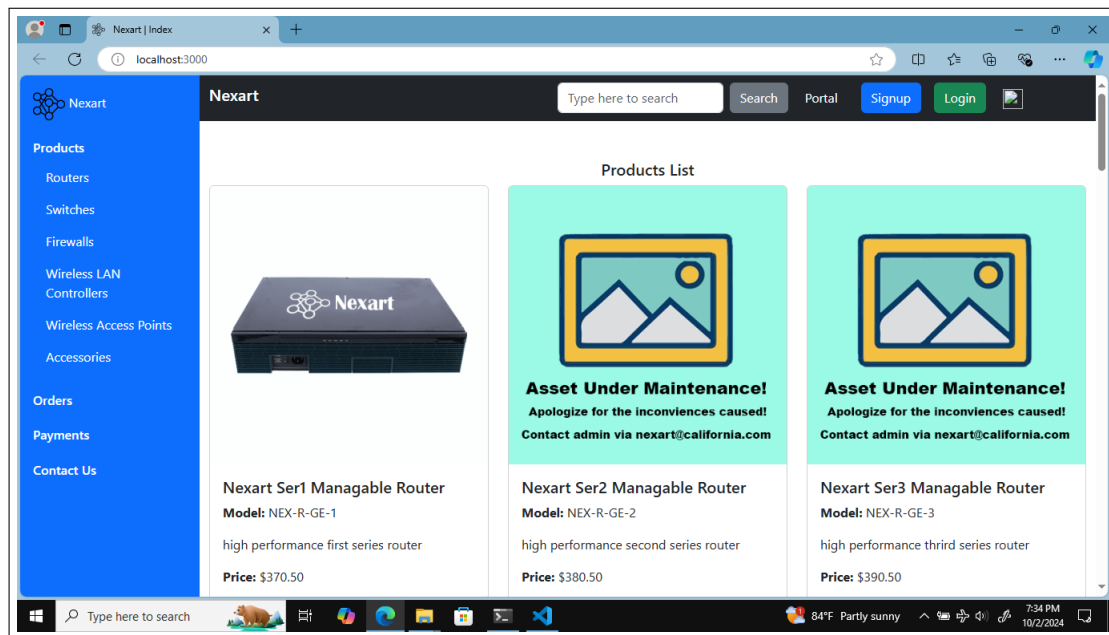 Nexart | Index
localhost:3000
Nexart
Nexart
Type here to search
Search
Portal
Signup
Login
Products
Routers
Switches
Firewalls
Wireless LAN
Controllers
Wireless Access Points
Accessories
Orders
Payments
Contact Us
Products List
Nexart
Nexart Ser1 Managable Router
Model: NEX-R-GE-1
high performance first series router
Price: $370.50
Asset Under Maintenance!
Apologize for the inconviences caused!
Contact admin via nexart@california.com
Nexart Ser2 Managable Router
Model: NEX-R-GE-2
high performance second series router
Price: $380.50
Asset Under Maintenance!
Apologize for the inconviences caused!
Contact admin via nexart@california.com
Nexart Ser3 Managable Router
Model: NEX-R-GE-3
high performance thrird series router
Price: $390.50
Type here to search
84°F Partly sunny
7:34 PM
10/2/2024